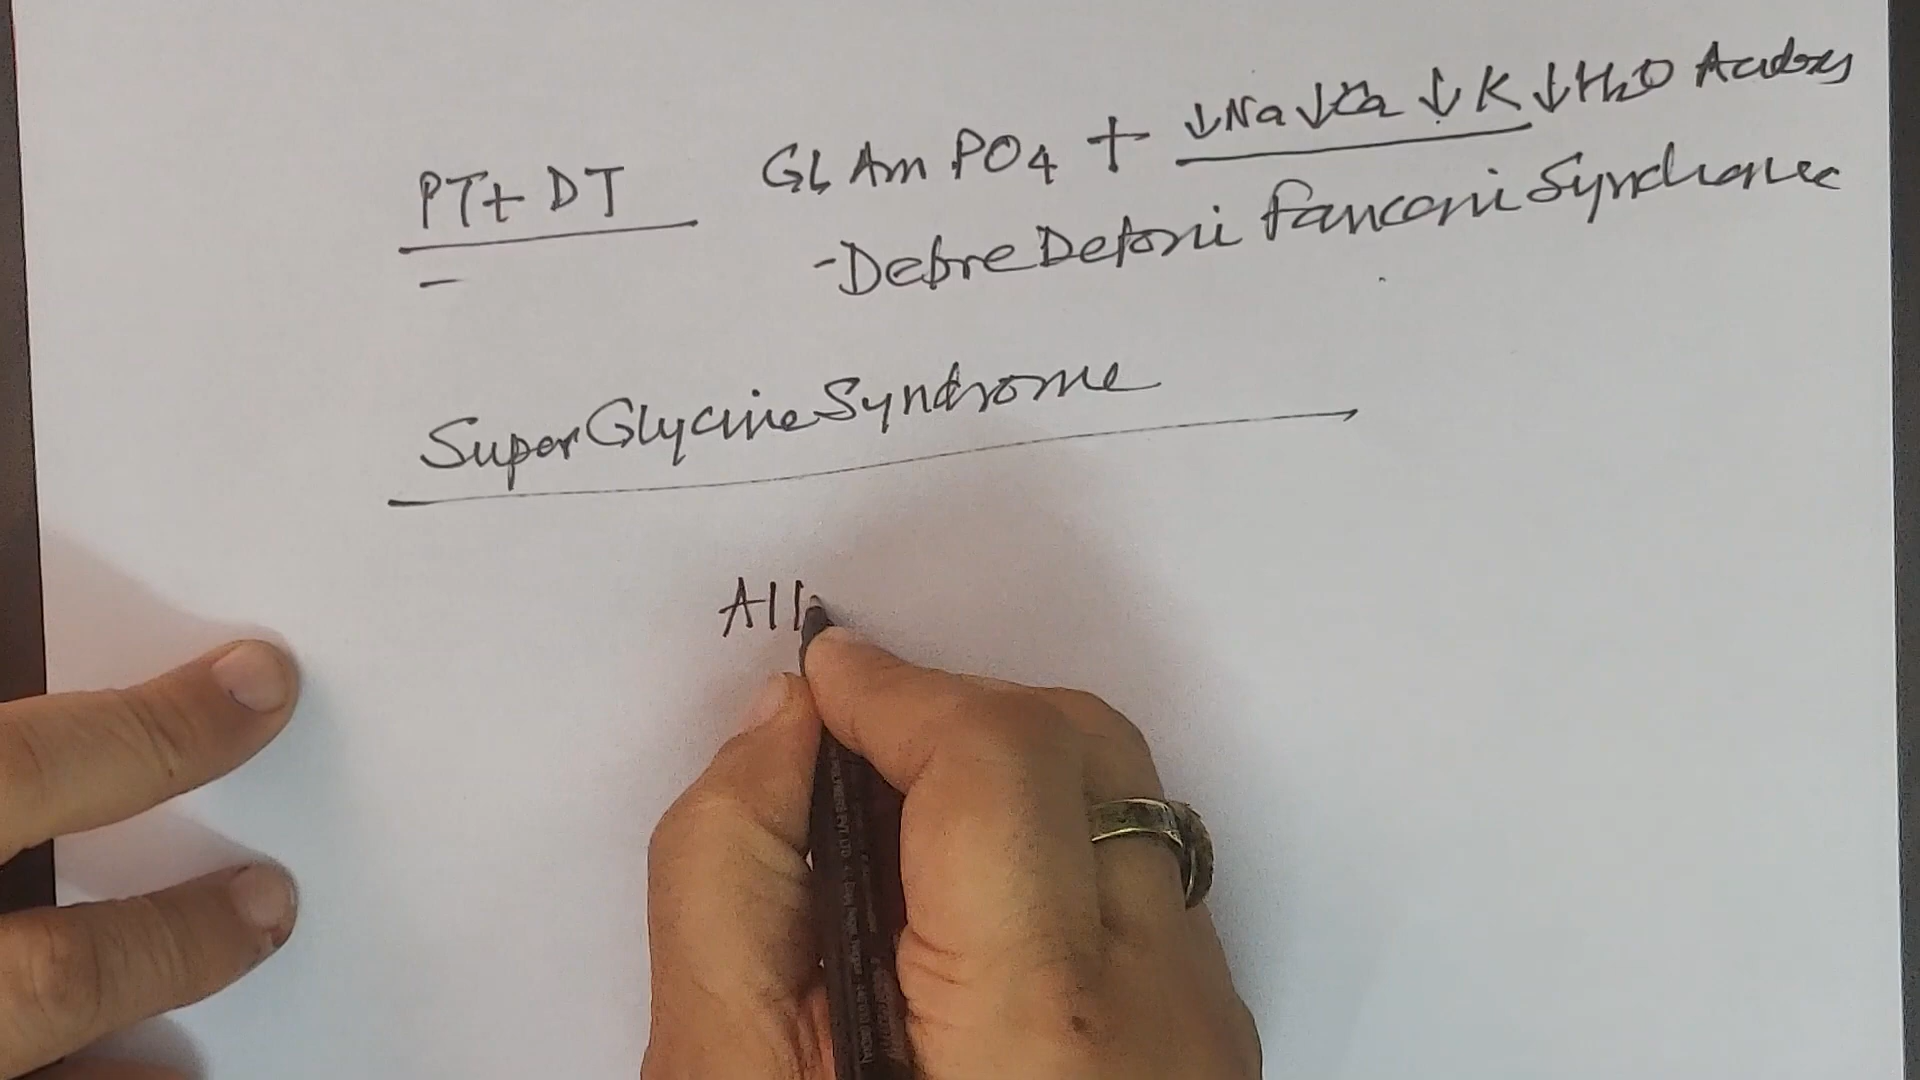 PT+ DT GL Am PO4 + ↓Na ↓Ca ↓K ↓H2O Acidosis
- Debre Detoni Fanconi Syndrome
Super Glycine Syndrome
All